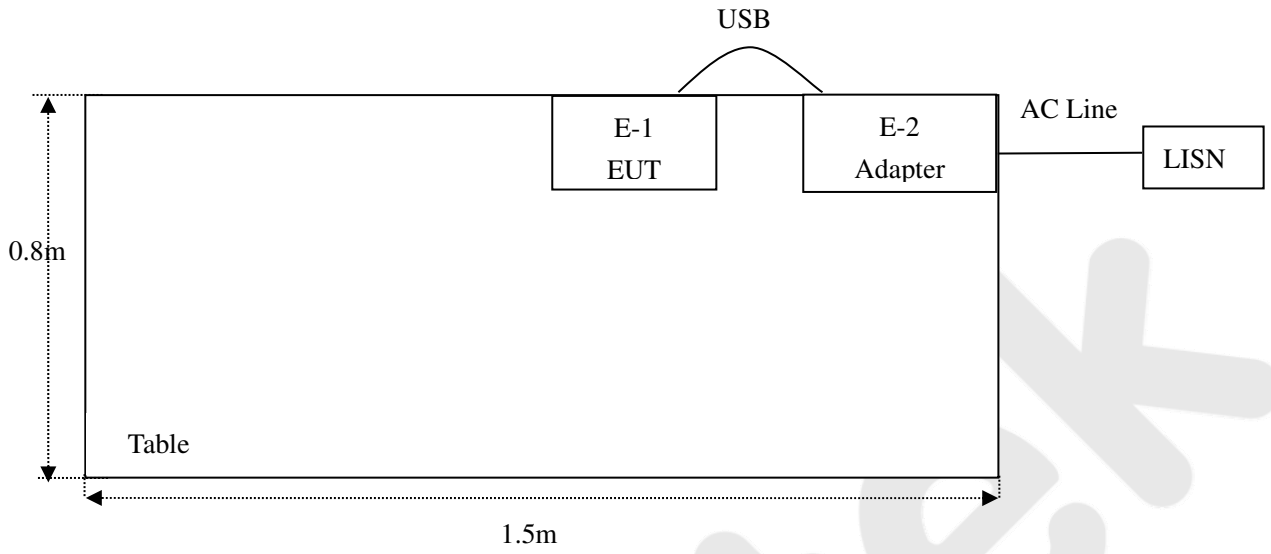 USB
E-1
EUT
E-2
Adapter
AC Line
LISN
0.8m
Table
1.5m